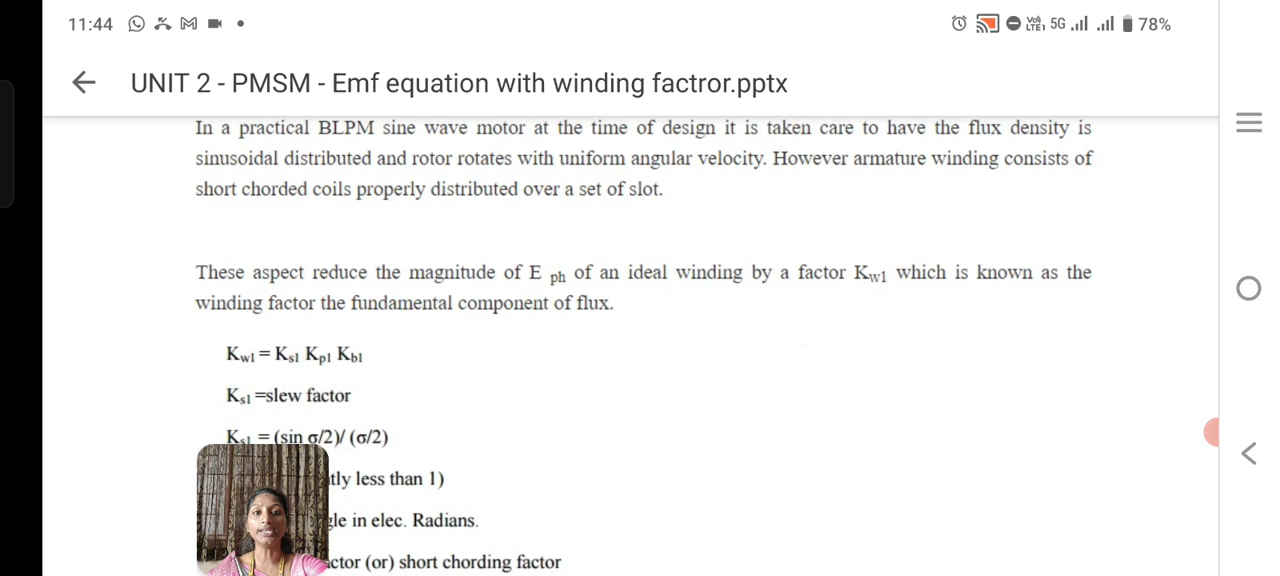 11:44
Vo) LTE1 5G 78%
UNIT 2 - PMSM - Emf equation with winding factror.pptx
In a practical BLPM sine wave motor at the time of design it is taken care to have the flux density is
sinusoidal distributed and rotor rotates with uniform angular velocity. However armature winding consists of
short chorded coils properly distributed over a set of slot.
These aspect reduce the magnitude of E ph of an ideal winding by a factor Kw1 which is known as the
winding factor the fundamental component of flux.
Kw1 = Ks1 Kp1 Kb1
Ks1 =slew factor
Ks1 = (sin σ/2)/ (σ/2)
less than 1)
in elec. Radians.
(or) short chording factor